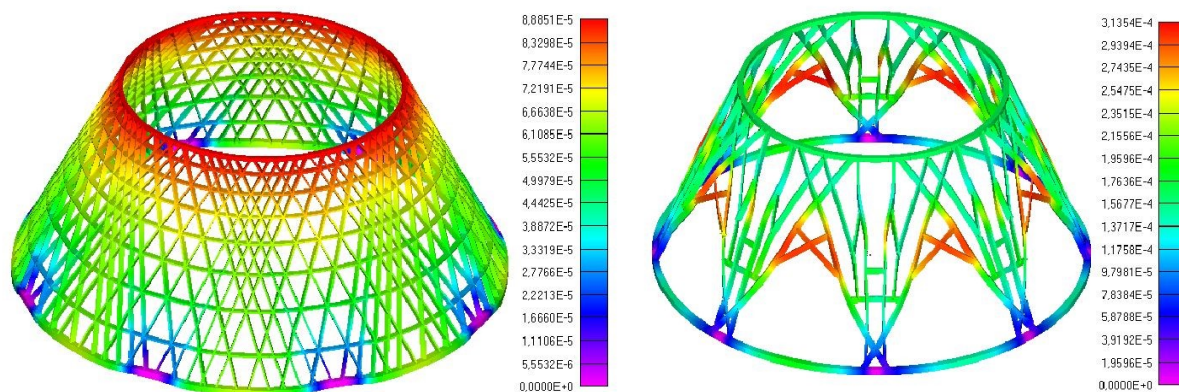 8,8851E-5
8,3298E-5
7,7744E-5
7,2191E-5
6,6638E-5
6,1085E-5
5,5532E-5
4,9979E-5
4,4425E-5
3,8872E-5
3,3319E-5
2,7766E-5
2,2213E-5
1,6660E-5
1,1106E-5
5,5532E-6
0,0000E+0
3,1354E-4
2,9394E-4
2,7435E-4
2,5475E-4
2,3515E-4
2,1556E-4
1,9596E-4
1,7636E-4
1,5677E-4
1,3717E-4
1,1758E-4
9,7981E-5
7,8384E-5
5,8788E-5
3,9192E-5
1,9596E-5
0,0000E+0